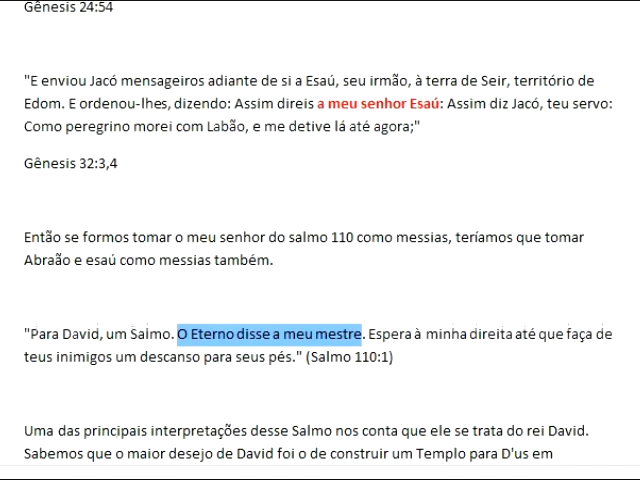 Gênesis 24:54
"E enviou Jacó mensageiros adiante de si a Esaú, seu irmão, à terra de Seir, território de
Edom. E ordenou-lhes, dizendo: Assim direis a meu senhor Esaú: Assim diz Jacó, teu servo:
Como peregrino morei com Labão, e me detive lá até agora;"
Gênesis 32:3,4
Então se formos tomar o meu senhor do salmo 110 como messias, teríamos que tomar
Abraão e esaú como messias também.
"Para David, um Salmo. O Eterno disse a meu mestre. Espera à minha direita até que faça de
teus inimigos um descanso para seus pés." (Salmo 110:1)
Uma das principais interpretações desse Salmo nos conta que ele se trata do rei David.
Sabemos que o maior desejo de David foi o de construir um Templo para D'us em